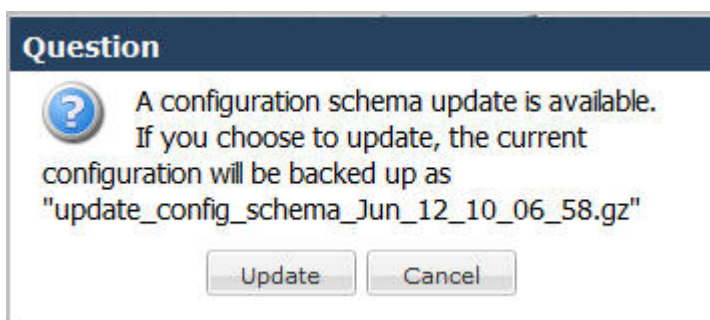 Question
A configuration schema update is available.
If you choose to update, the current
configuration will be backed up as
"update_config_schema_Jun_12_10_06_58.gz"
Update Cancel